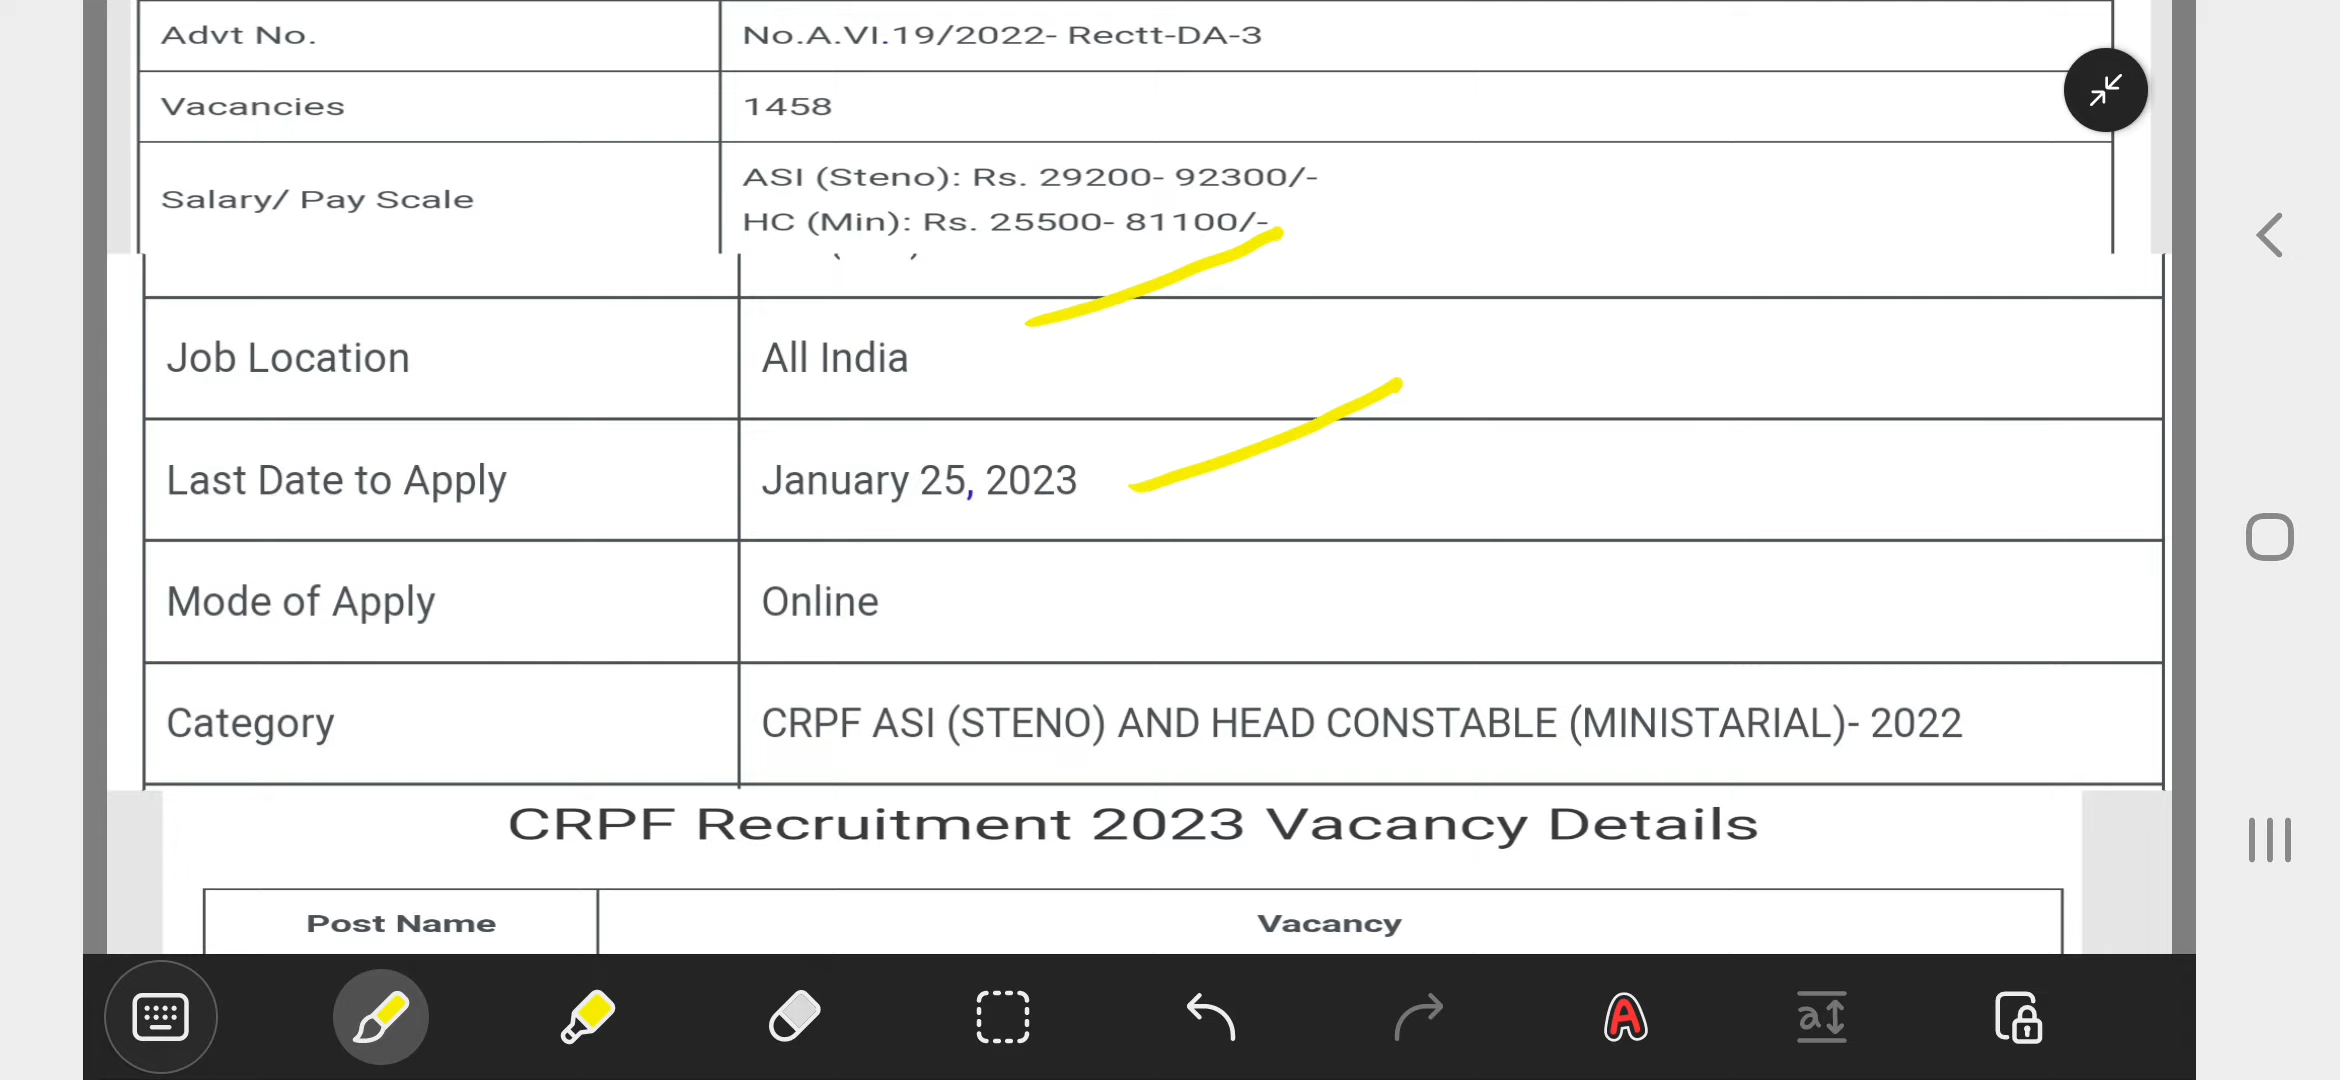 Advt No. No.A.VI.19/2022- Rectt-DA-3
Vacancies 1458
Salary/ Pay Scale ASI (Steno): Rs. 29200- 92300/-
HC (Min): Rs. 25500- 81100/-
Job Location All India
Last Date to Apply January 25, 2023
Mode of Apply Online
Category CRPF ASI (STENO) AND HEAD CONSTABLE (MINISTARIAL)- 2022
CRPF Recruitment 2023 Vacancy Details
Post Name Vacancy